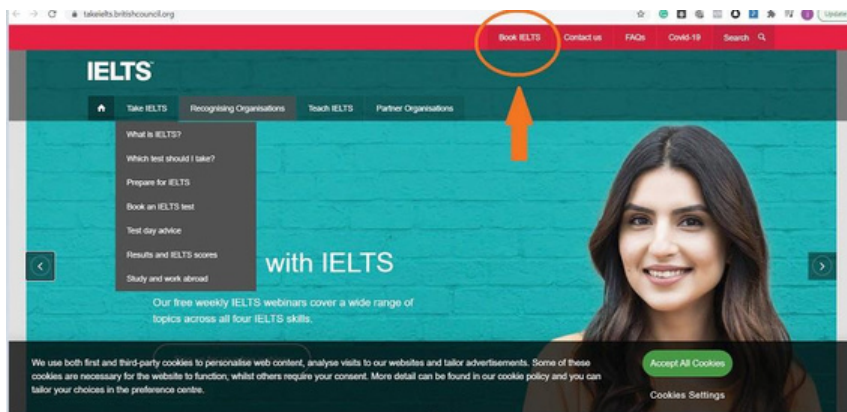 takeielts.britishcouncil.org
Update
Book IELTS Contact us FAQs Covid-19 Search
IELTS
Take IELTS Recognising Organisations Teach IELTS Partner Organisations
What is IELTS?
Which test should I take?
Prepare for IELTS
Book an IELTS test
Test day advice
Results and IELTS scores
Study and work abroad
with IELTS
Our free weekly IELTS webinars cover a wide range of
topics across all four IELTS skills.
We use both first and third-party cookies to personalise web content, analyse visits to our websites and tailor advertisements. Some of these
cookies are necessary for the website to function, whilst others require your consent. More detail can be found in our cookie policy and you can
tailor your choices in the preference centre.
Accept All Cookies
Cookies Settings